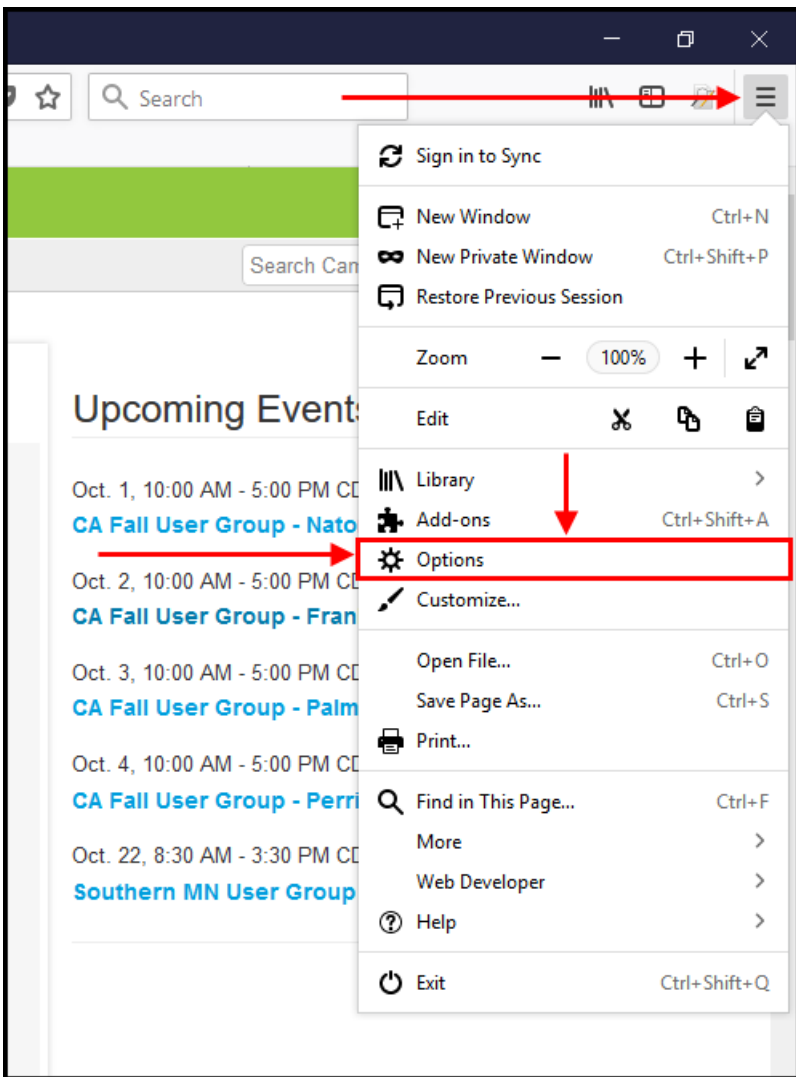 Search
Sign in to Sync
New Window Ctrl+N
Search Can
New Private Window Ctrl+Shift+P
Restore Previous Session
Zoom 100%
Upcoming Events
Edit
Oct. 1, 10:00 AM - 5:00 PM CD
Library
CA Fall User Group - Nato
Add-ons Ctrl+Shift+A
Options
Oct. 2, 10:00 AM - 5:00 PM CD
CA Fall User Group - Fran
Customize...
Oct. 3, 10:00 AM - 5:00 PM CD
Open File... Ctrl+O
CA Fall User Group - Palm
Save Page As... Ctrl+S
Print...
Oct. 4, 10:00 AM - 5:00 PM CD
CA Fall User Group - Perri
Find in This Page... Ctrl+F
More
Oct. 22, 8:30 AM - 3:30 PM CD
Web Developer
Southern MN User Group
Help
Exit Ctrl+Shift+Q